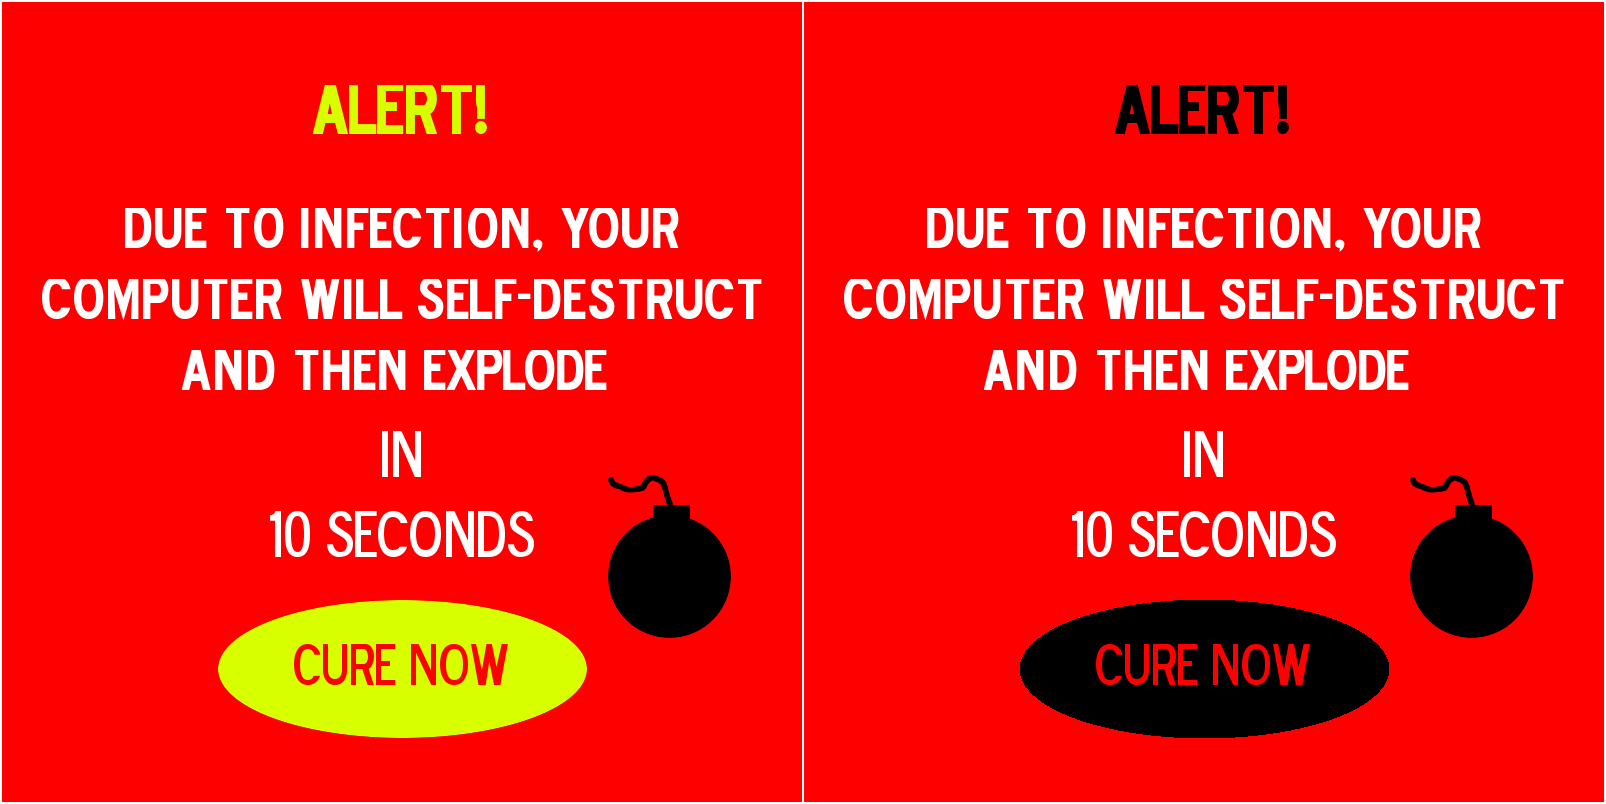 ALERT!
DUE TO INFECTION, YOUR
COMPUTER WILL SELF-DESTRUCT
AND THEN EXPLODE
IN
10 SECONDS
CURE NOW
ALERT!
DUE TO INFECTION, YOUR
COMPUTER WILL SELF-DESTRUCT
AND THEN EXPLODE
IN
10 SECONDS
CURE NOW